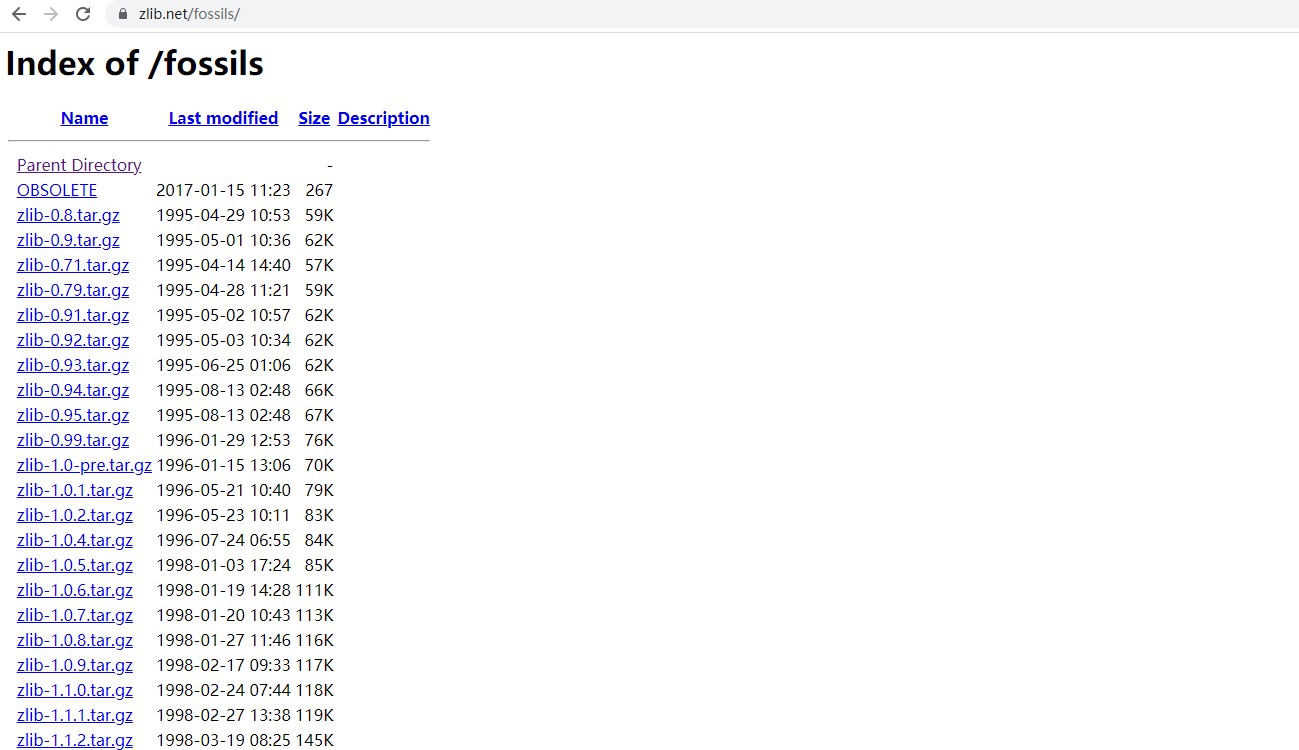 zlib.net/fossils/
Index of /fossils
Name Last modified Size Description
Parent Directory -
OBSOLETE 2017-01-15 11:23 267
zlib-0.8.tar.gz 1995-04-29 10:53 59K
zlib-0.9.tar.gz 1995-05-01 10:36 62K
zlib-0.71.tar.gz 1995-04-14 14:40 57K
zlib-0.79.tar.gz 1995-04-28 11:21 59K
zlib-0.91.tar.gz 1995-05-02 10:57 62K
zlib-0.92.tar.gz 1995-05-03 10:34 62K
zlib-0.93.tar.gz 1995-06-25 01:06 62K
zlib-0.94.tar.gz 1995-08-13 02:48 66K
zlib-0.95.tar.gz 1995-08-13 02:48 67K
zlib-0.99.tar.gz 1996-01-29 12:53 76K
zlib-1.0-pre.tar.gz 1996-01-15 13:06 70K
zlib-1.0.1.tar.gz 1996-05-21 10:40 79K
zlib-1.0.2.tar.gz 1996-05-23 10:11 83K
zlib-1.0.4.tar.gz 1996-07-24 06:55 84K
zlib-1.0.5.tar.gz 1998-01-03 17:24 85K
zlib-1.0.6.tar.gz 1998-01-19 14:28 111K
zlib-1.0.7.tar.gz 1998-01-20 10:43 113K
zlib-1.0.8.tar.gz 1998-01-27 11:46 116K
zlib-1.0.9.tar.gz 1998-02-17 09:33 117K
zlib-1.1.0.tar.gz 1998-02-24 07:44 118K
zlib-1.1.1.tar.gz 1998-02-27 13:38 119K
zlib-1.1.2.tar.gz 1998-03-19 08:25 145K